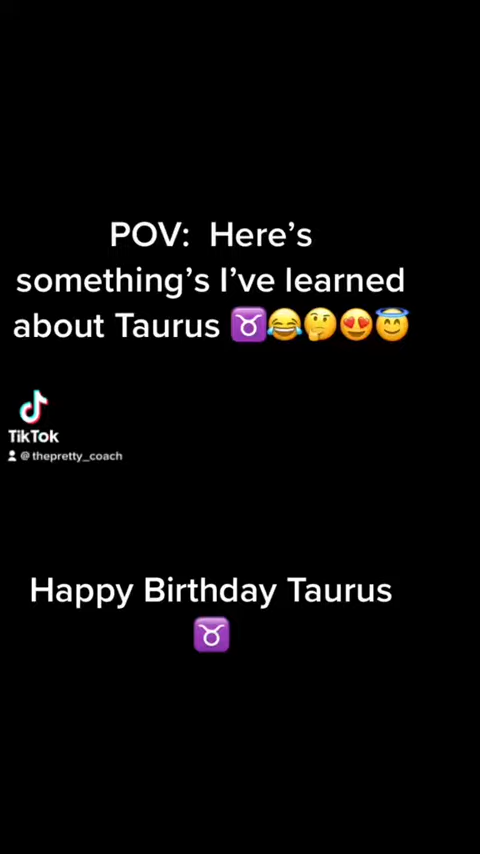 POV:  Here’s
something’s I’ve learned
about Taurus ♉😂🤔😍😇
TikTok
@thepretty_coach
Happy Birthday Taurus
♉